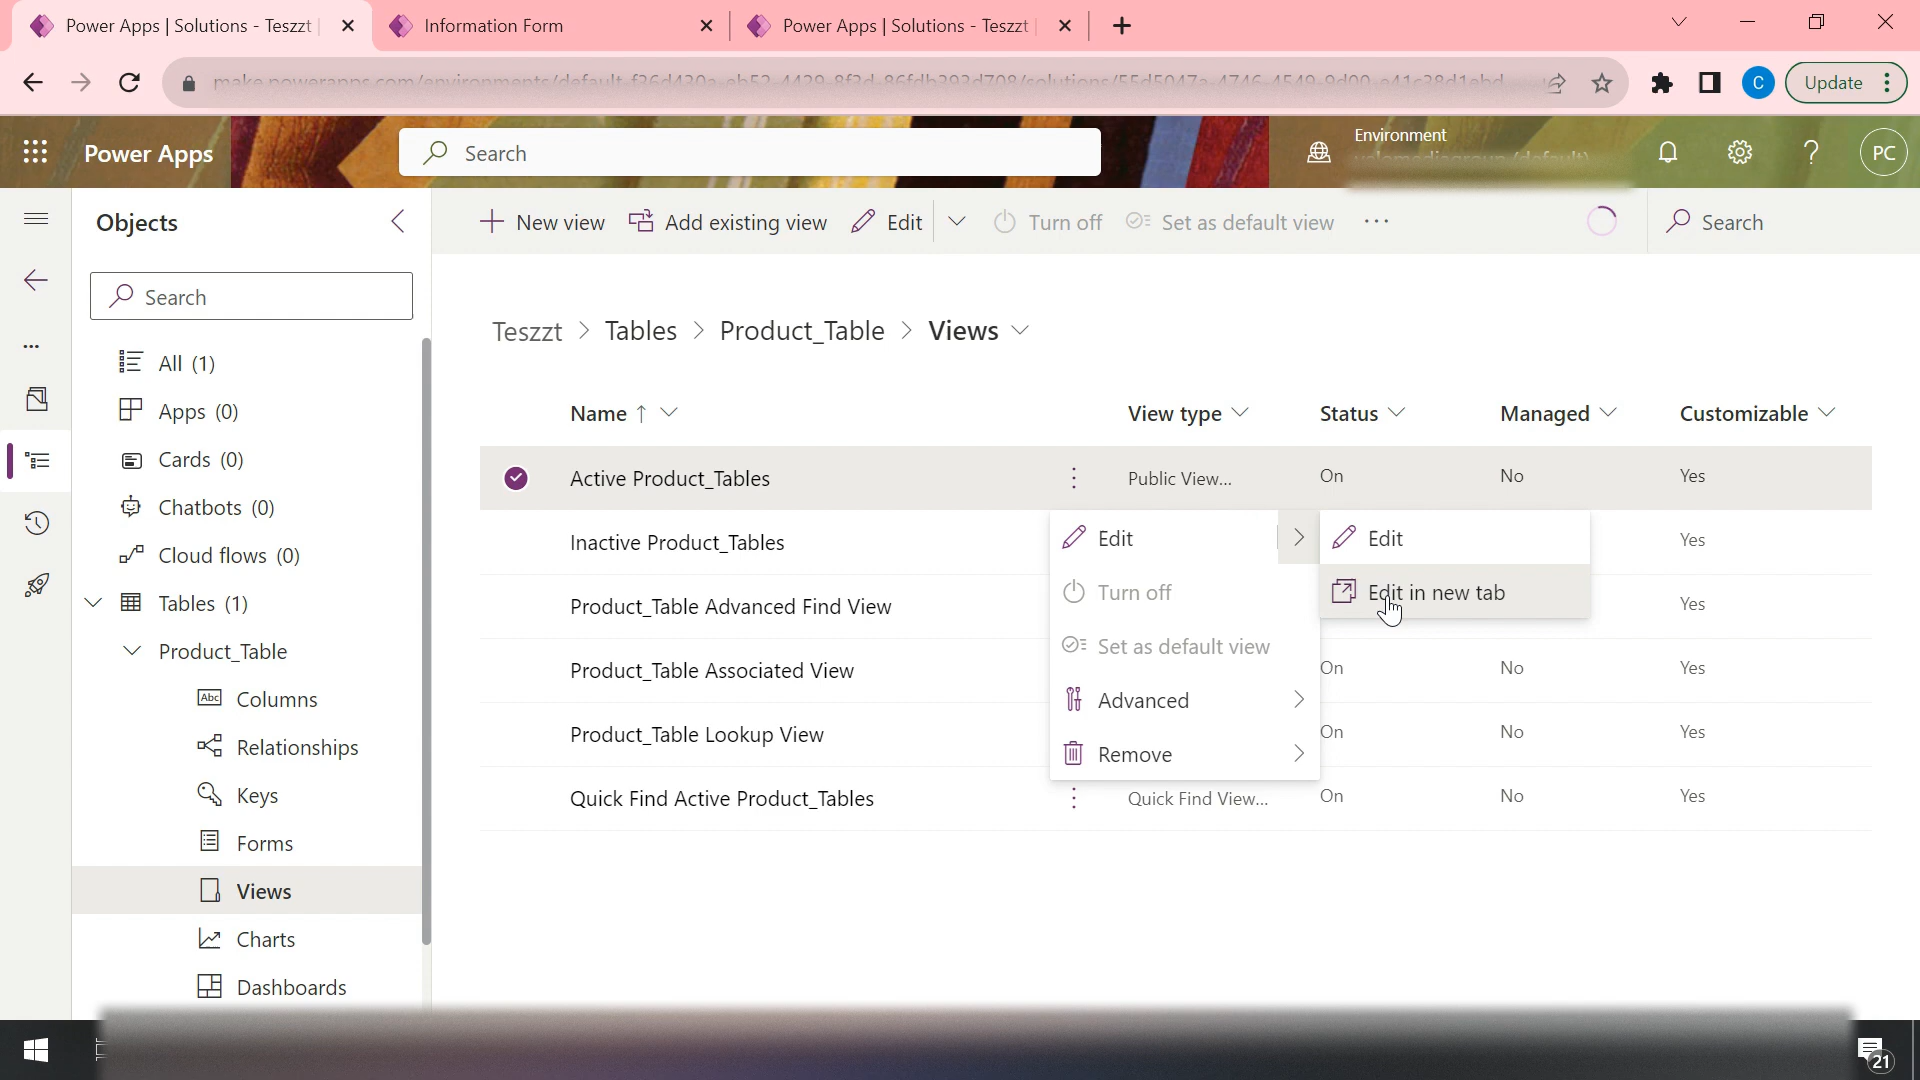 Power Apps | Solutions - Teszzt
Information Form
Power Apps | Solutions - Teszzt
C
Update
Power Apps
Search
Environment
PC
Objects
Search
All (1)
Apps (0)
Cards (0)
Chatbots (0)
Cloud flows (0)
Tables (1)
Product_Table
Columns
Abc
Relationships
Keys
Forms
Views
Charts
Dashboards
New view
Add existing view
Edit
Turn off
Set as default view
Search
Teszzt > Tables > Product_Table > Views
Name View type Status Managed Customizable
Active Product_Tables Public View... On No Yes
Inactive Product_Tables Yes
Product_Table Advanced Find View Yes
Product_Table Associated View On No Yes
Product_Table Lookup View On No Yes
Quick Find Active Product_Tables Quick Find View... On No Yes
Edit
Turn off
Set as default view
Advanced
Remove
Edit
Edit in new tab
21